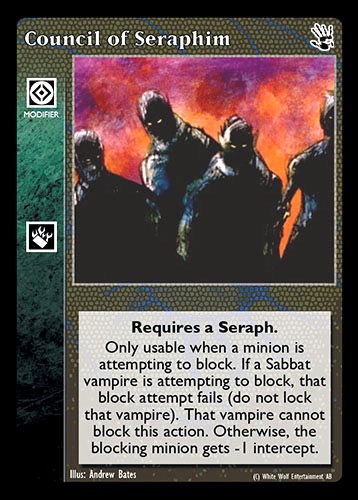 Council of Seraphim
MODIFIER
Requires a Seraph.
Only usable when a minion is
attempting to block. If a Sabbat
vampire is attempting to block, that
block attempt fails (do not lock
that vampire). That vampire cannot
block this action. Otherwise, the
blocking minion gets -1 intercept.
Illus: Andrew Bates
(C) White Wolf Entertainment AB